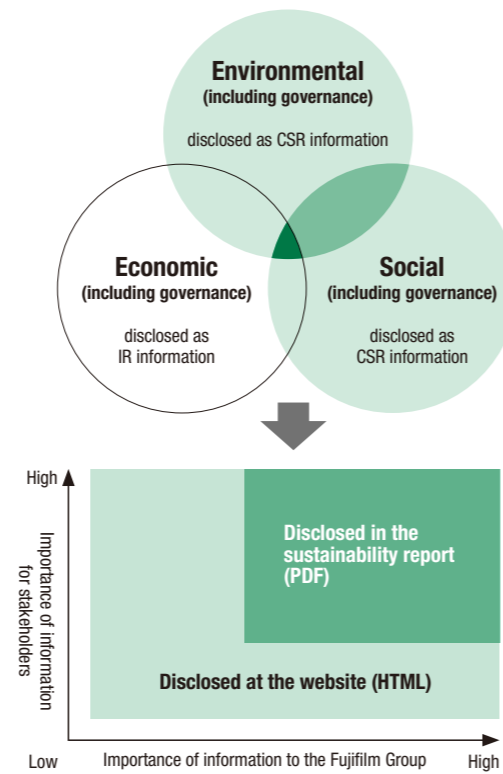 Environmental
(including governance)
disclosed as CSR information
Economic
(including governance)
disclosed as
IR information
Social
(including governance)
disclosed as
CSR information
High
Importance of information
for stakeholders
Disclosed in the
sustainability report
(PDF)
Disclosed at the website (HTML)
Low
Importance of information to the Fujifilm Group
High